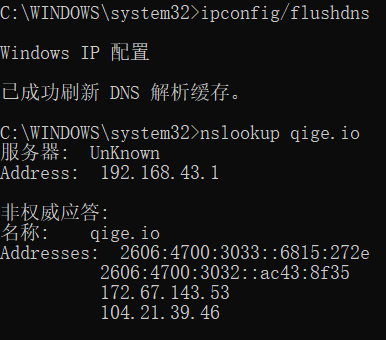 C:\WINDOWS\system32>ipconfig/flushdns
Windows IP 配置
已成功刷新 DNS 解析缓存。
C:\WINDOWS\system32>nslookup qige.io
服务器:  UnKnown
Address:  192.168.43.1
非权威应答:
名称:    qige.io
Addresses:  2606:4700:3033::6815:272e
          2606:4700:3032::ac43:8f35
          172.67.143.53
          104.21.39.46